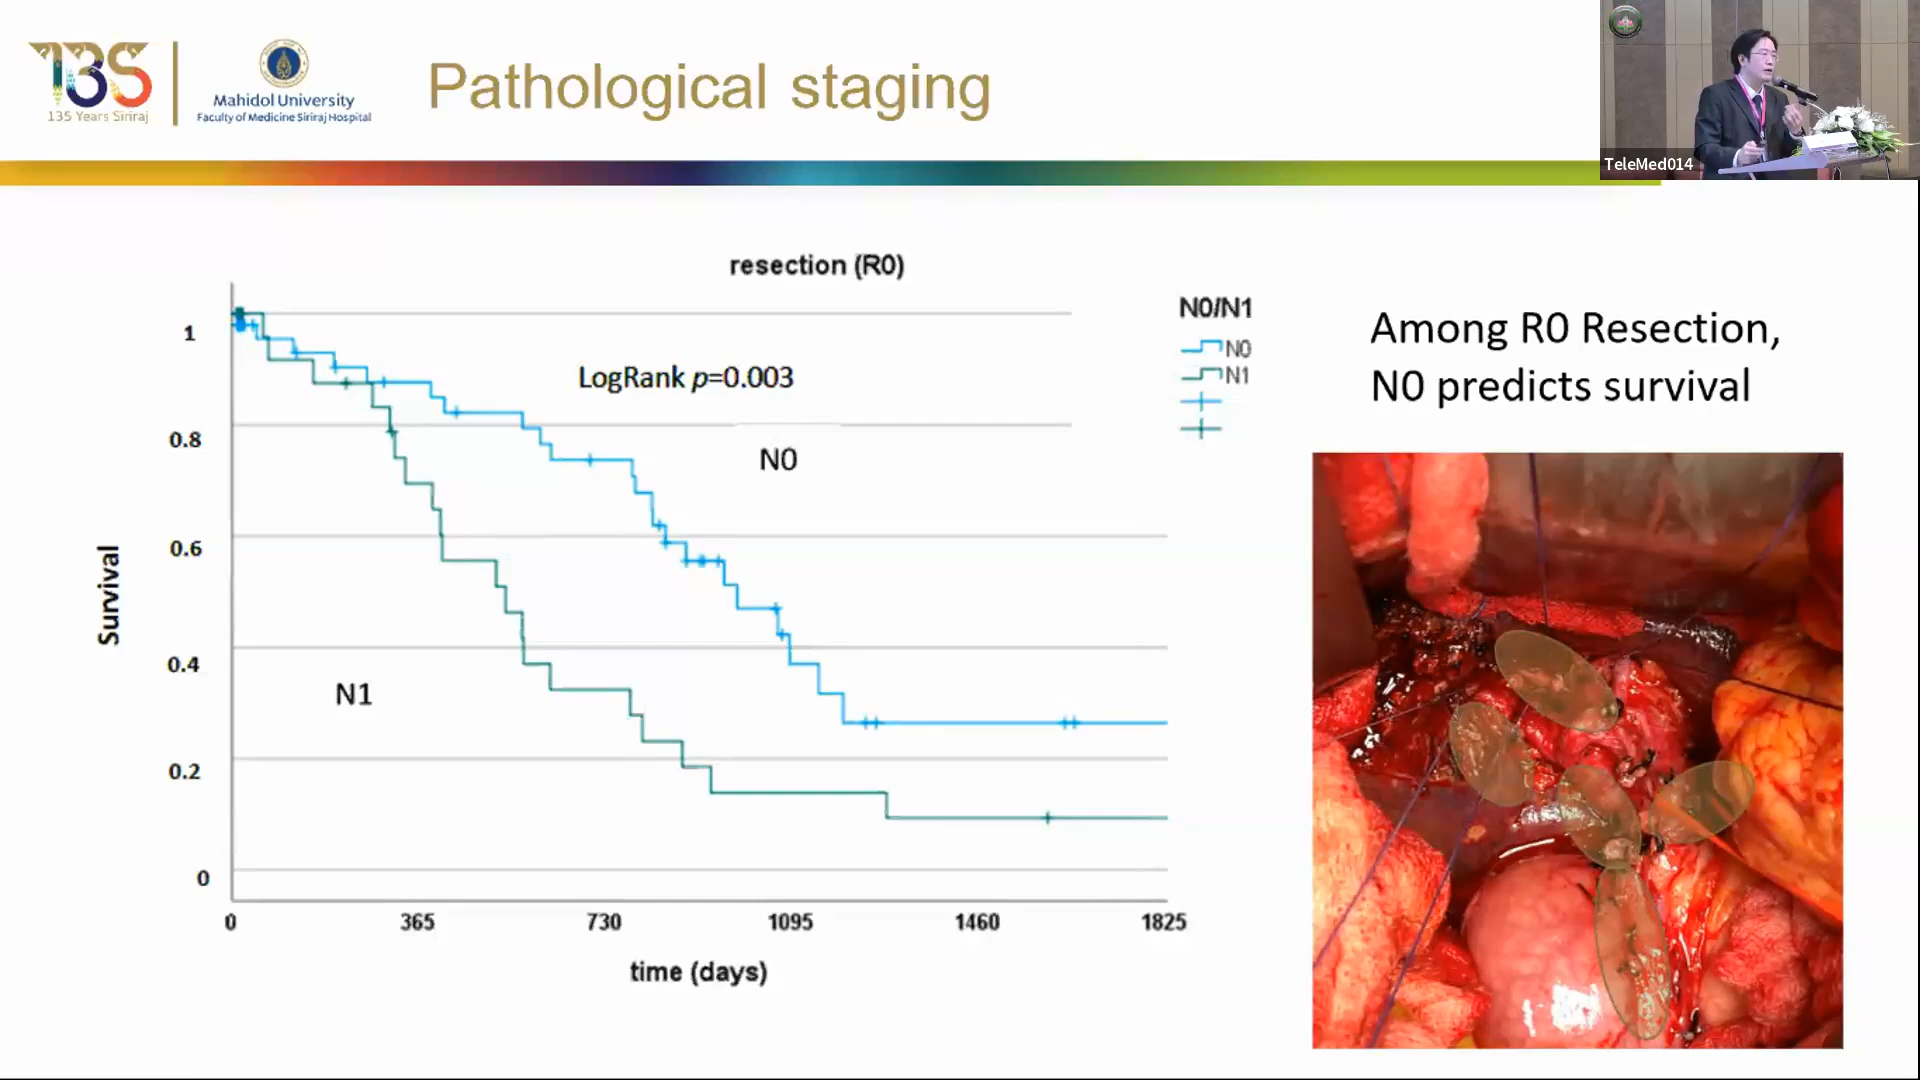 135
135 Years Siriraj
Mahidol University
Faculty of Medicine Siriraj Hospital
Pathological staging
TeleMed014
resection (R0)
LogRank p=0.003
N0
N1
Survival
1
0.8
0.6
0.4
0.2
0
0
365
730
1095
1460
1825
time (days)
N0/N1
N0
N1
Among R0 Resection,
N0 predicts survival